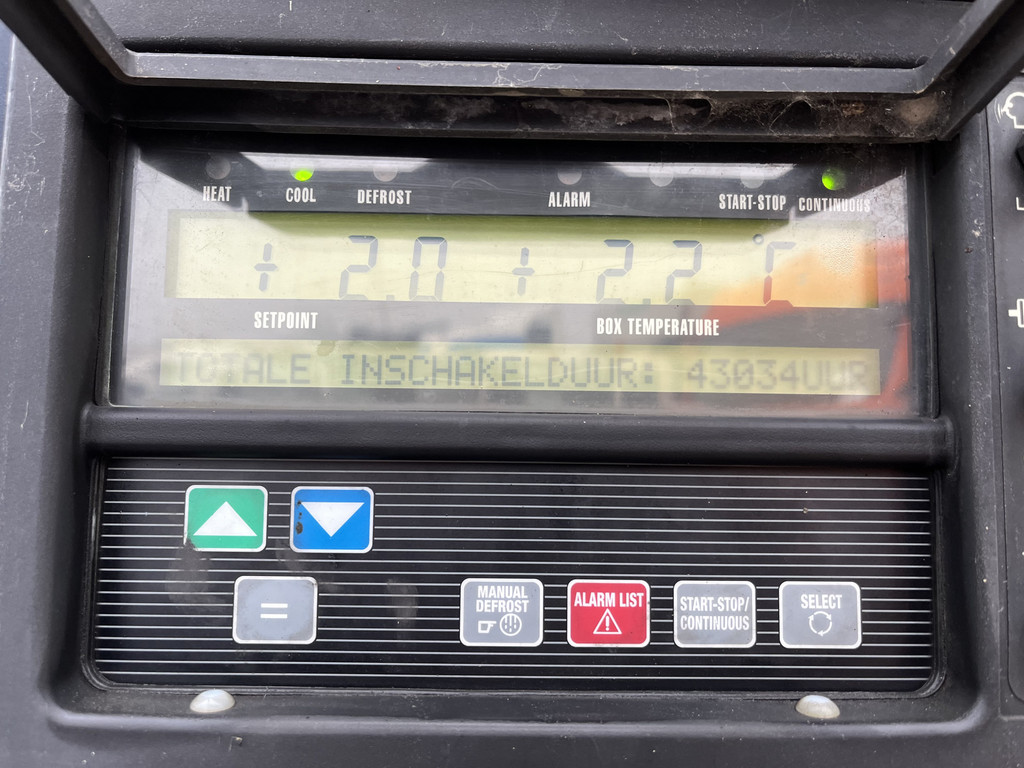 HEAT COOL DEFROST ALARM START-STOP CONTINUOUS
+ 2.0 + 2.2 °C
SETPOINT BOX TEMPERATURE
TOTALE INSCHAKELDUUR: 43034UUR
=
MANUAL DEFROST
ALARM LIST
START-STOP/ CONTINUOUS
SELECT